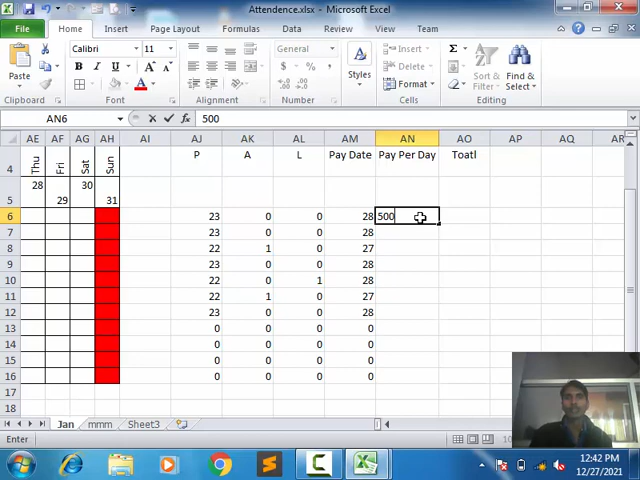 Attendence.xlsx - Microsoft Excel
File Home Insert Page Layout Formulas Data Review View Team
Paste
Clipboard
Calibri 11
B I U
Font
Alignment
General
$ % ,
Number
Styles
Insert
Delete
Format
Cells
Sort & Filter
Find & Select
Editing
AN6 fx 500
AE AF AG AH AI AJ AK AL AM AN AO AP AQ AR
4 Thu Fri Sat Sun P A L Pay Date Pay Per Day Toatl
5 28 29 30 31
6 23 0 0 28 500
7 23 0 0 28
8 22 1 0 27
9 23 0 0 28
10 22 0 1 28
11 22 1 0 27
12 23 0 0 28
13 0 0 0 0
14 0 0 0 0
15 0 0 0 0
16 0 0 0 0
17
18
Jan mmm Sheet3
Enter
12:42 PM
12/27/2021